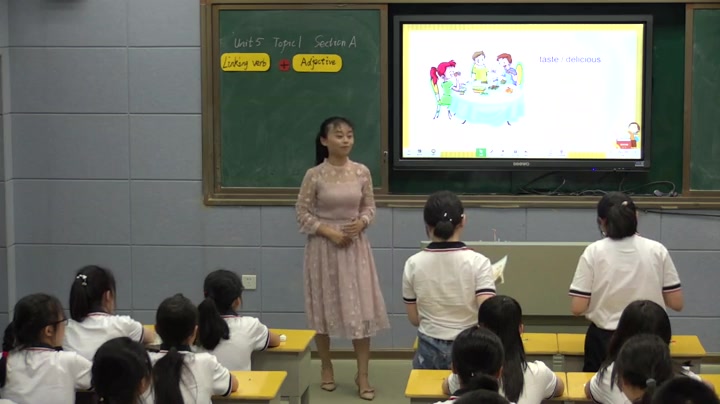 Unit 5 Topic 1 Section A
Linking verb + Adjective
taste / delicious